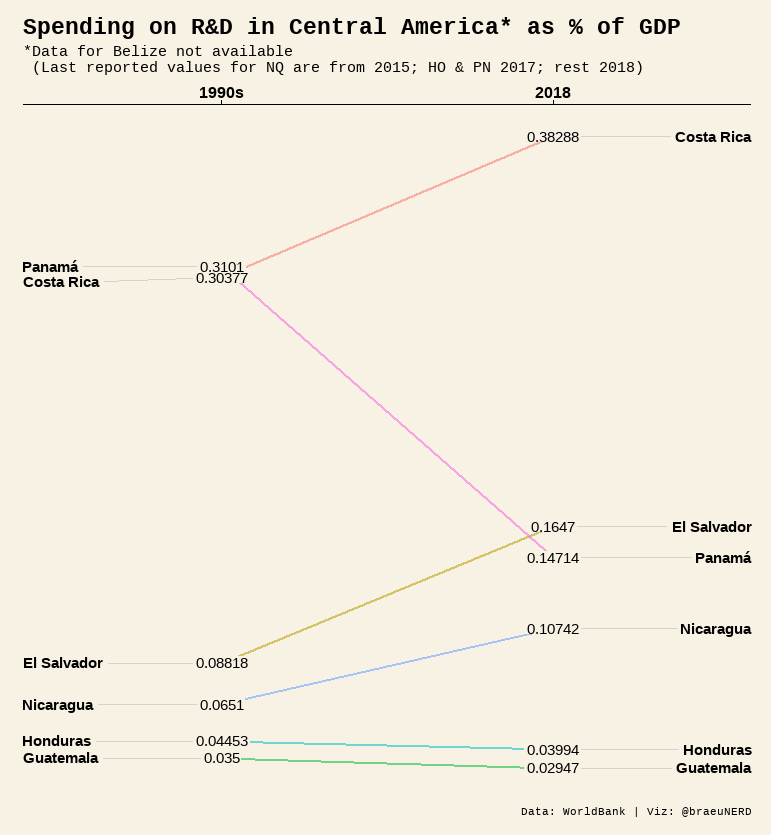 Spending on R&D in Central America* as % of GDP
*Data for Belize not available
(Last reported values for NQ are from 2015; HO & PN 2017; rest 2018)
1990s 2018
0.38288 Costa Rica
Panamá 0.3101
Costa Rica 0.30377
0.1647 El Salvador
0.14714 Panamá
0.10742 Nicaragua
El Salvador 0.08818
Nicaragua 0.0651
Honduras 0.04453
0.03994 Honduras
Guatemala 0.035
0.02947 Guatemala
Data: WorldBank | Viz: @braeuNERD